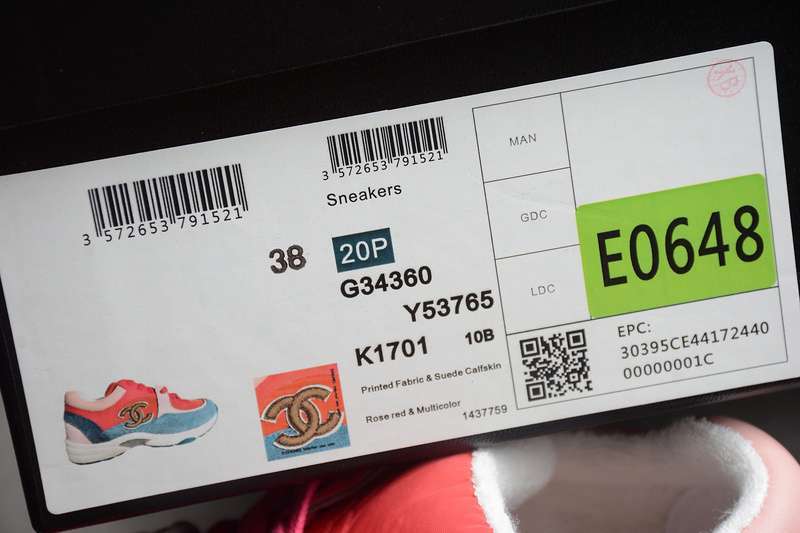 3 572653 791521
3 572653 791521
Sneakers
38
20P
G34360
Y53765
K1701
10B
Printed Fabric & Suede Calfskin
Rose red & Multicolor
1437759
MAN
GDC
LDC
E0648
EPC:
30395CE44172440
00000001C